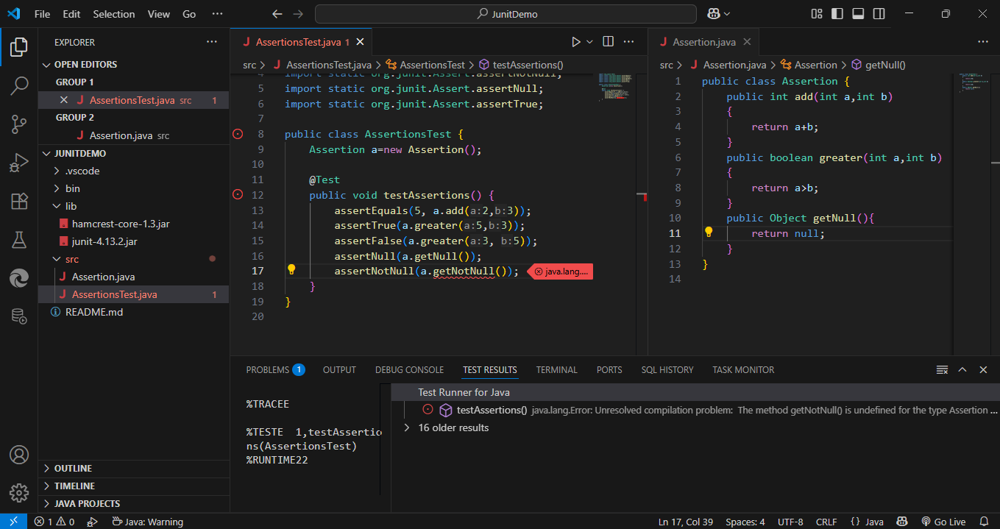 File Edit Selection View Go ··· JunitDemo
EXPLORER ···
OPEN EDITORS
GROUP 1
AssertionsTest.java src 1
GROUP 2
Assertion.java src
JUNITDEMO
.vscode
bin
lib
hamcrest-core-1.3.jar
junit-4.13.2.jar
src
Assertion.java
AssertionsTest.java 1
README.md
OUTLINE
TIMELINE
JAVA PROJECTS
AssertionsTest.java 1
src > AssertionsTest.java > AssertionsTest > testAssertions()
4 import static org.junit.Assert.assertNotNull;
5 import static org.junit.Assert.assertNull;
6 import static org.junit.Assert.assertTrue;
7
8 public class AssertionsTest {
9 Assertion a=new Assertion();
10
11 @Test
12 public void testAssertions() {
13 assertEquals(5, a.add(a:2,b:3));
14 assertTrue(a.greater(a:5,b:3));
15 assertFalse(a.greater(a:3, b:5));
16 assertNull(a.getNull());
17 assertNotNull(a.getNotNull()); java.lang....
18 }
19 }
20
Assertion.java
src > Assertion.java > Assertion > getNull()
1 public class Assertion {
2 public int add(int a,int b)
3 {
4 return a+b;
5 }
6 public boolean greater(int a,int b)
7 {
8 return a>b;
9 }
10 public Object getNull(){
11 return null;
12 }
13 }
14
PROBLEMS 1 OUTPUT DEBUG CONSOLE TEST RESULTS TERMINAL PORTS SQL HISTORY TASK MONITOR
%TRACEE
%TESTE 1,testAssertio
ns(AssertionsTest)
%RUNTIME22
Test Runner for Java
testAssertions() java.lang.Error: Unresolved compilation problem: The method getNotNull() is undefined for the type Assertion ...
16 older results
1 0 Java: Warning Ln 17, Col 39 Spaces: 4 UTF-8 CRLF {} Java Go Live